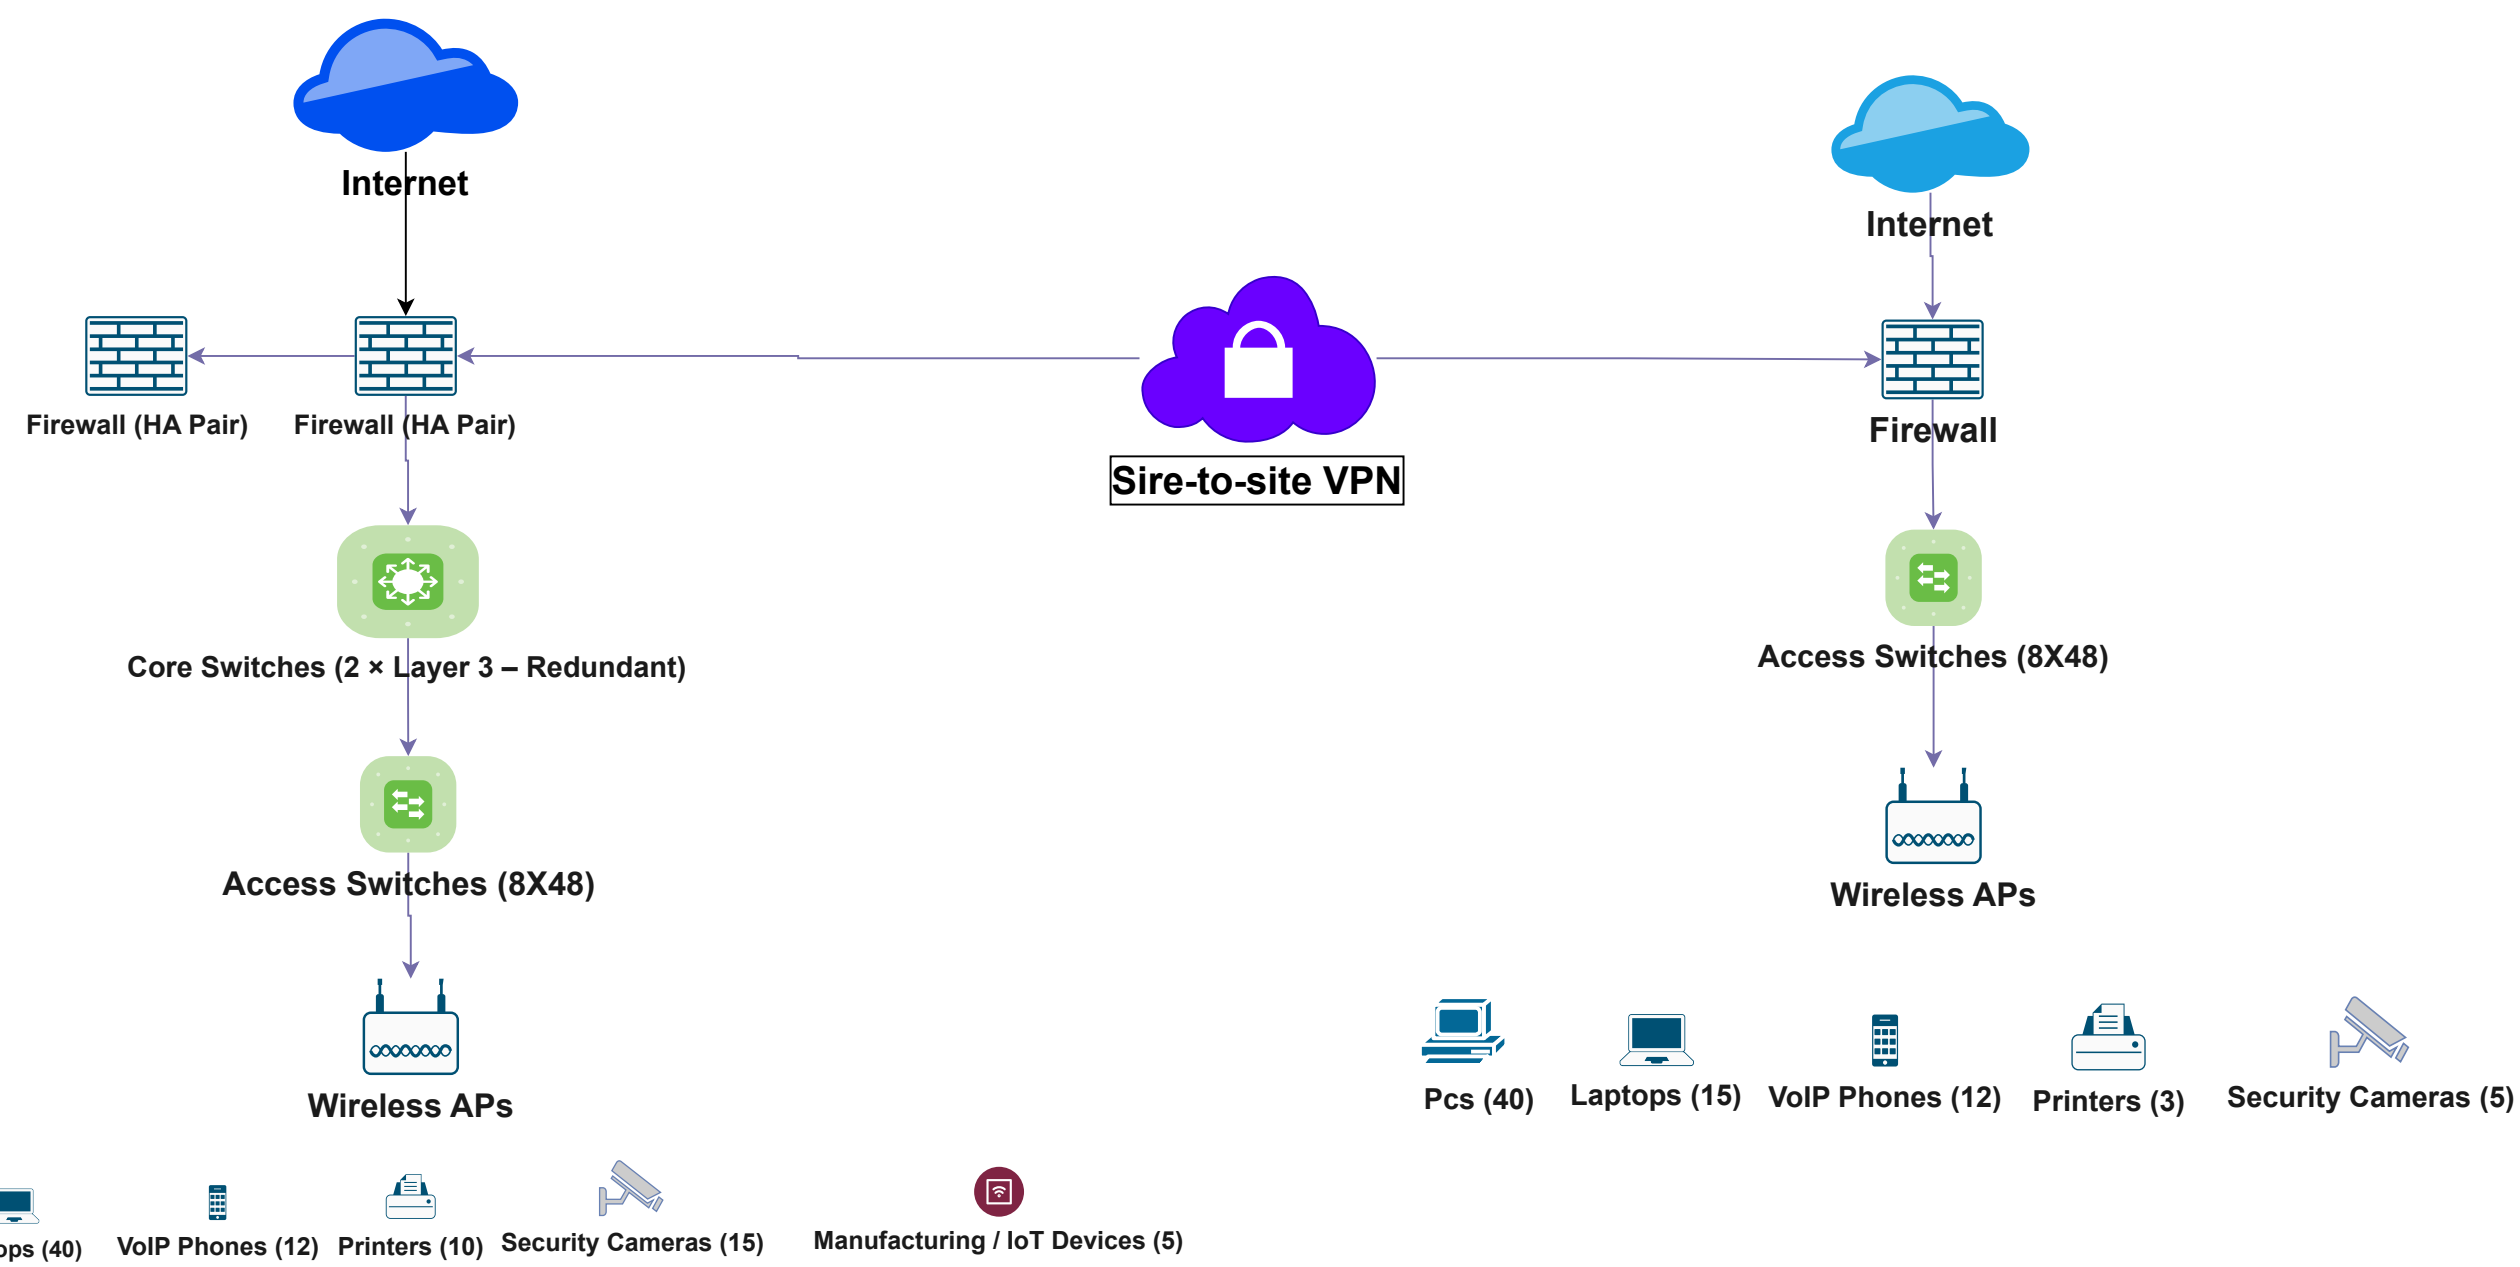 Internet
Internet
Firewall (HA Pair)
Firewall (HA Pair)
Firewall
Sire-to-site VPN
Core Switches (2 × Layer 3 – Redundant)
Access Switches (8X48)
Access Switches (8X48)
Wireless APs
Wireless APs
Pcs (40)
Laptops (15)
VoIP Phones (12)
Printers (3)
Security Cameras (5)
ops (40)
VoIP Phones (12)
Printers (10)
Security Cameras (15)
Manufacturing / IoT Devices (5)